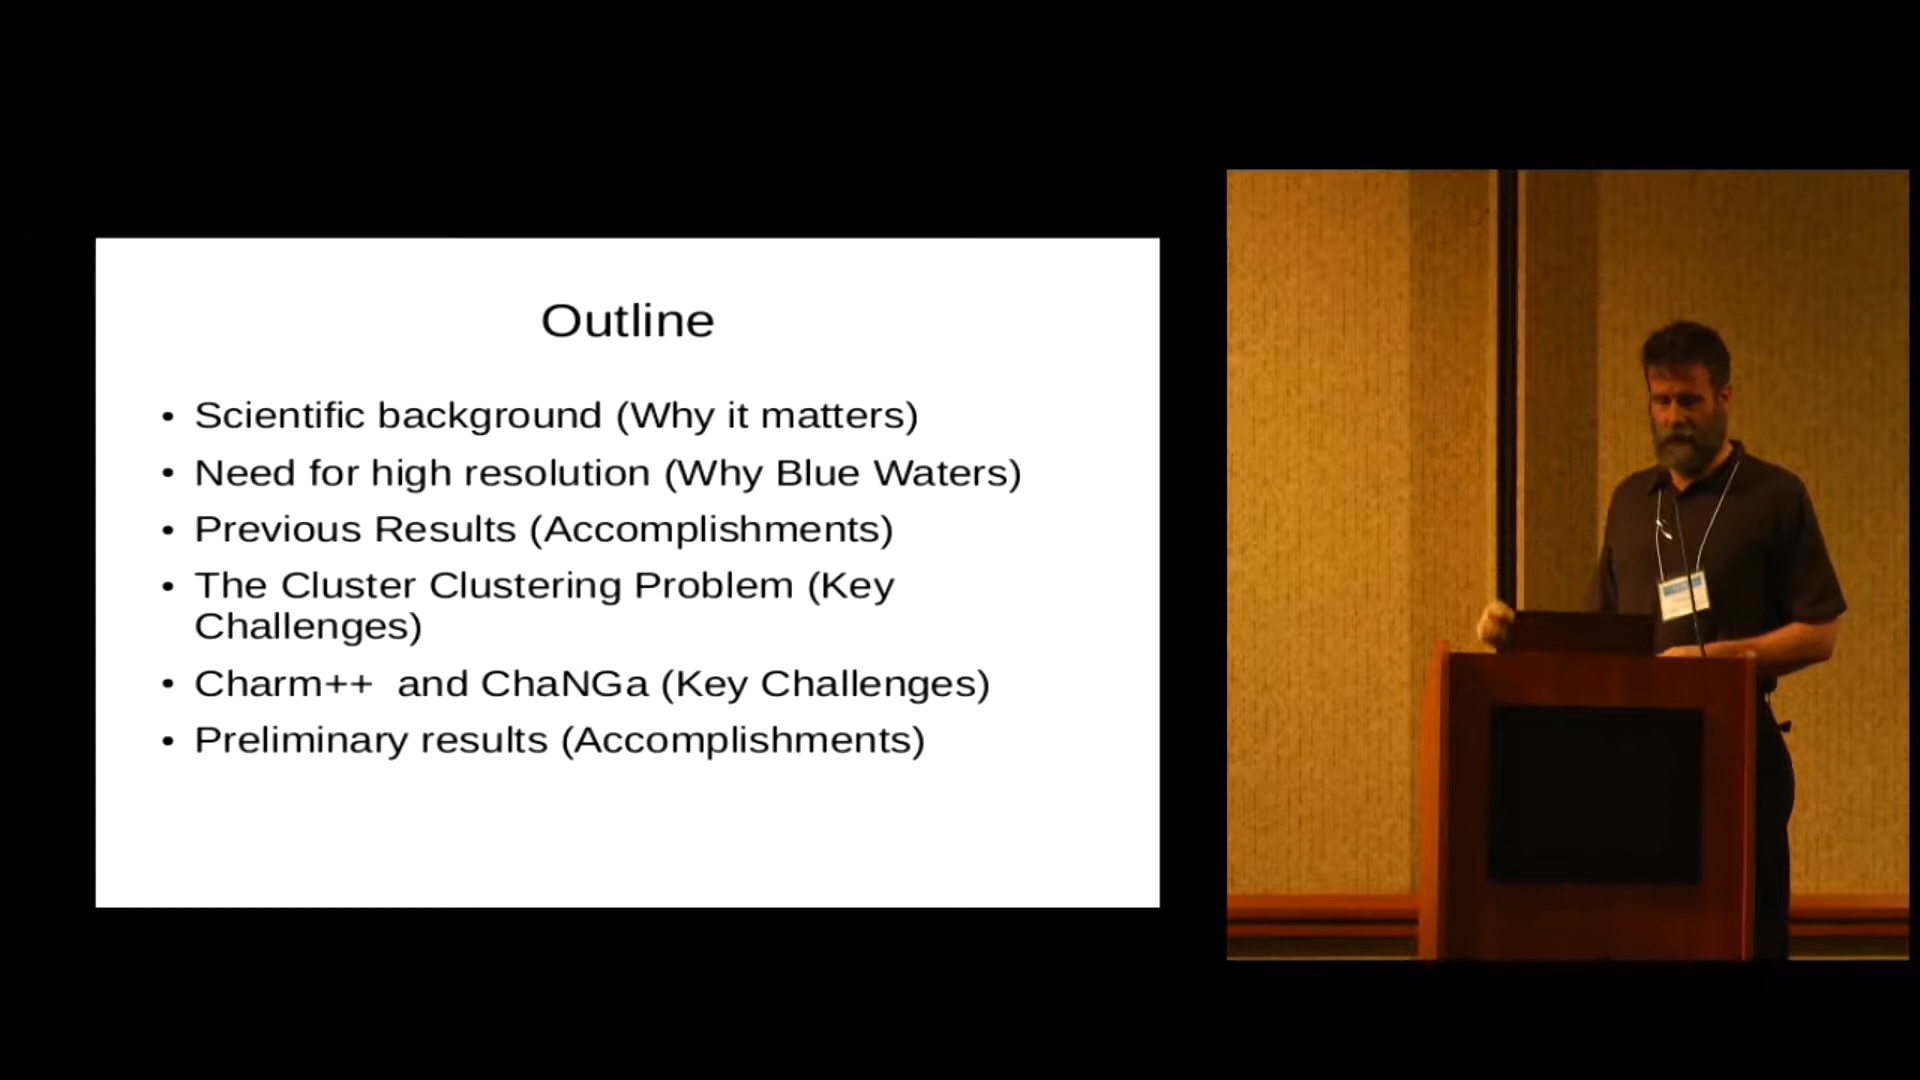 Outline
• Scientific background (Why it matters)
• Need for high resolution (Why Blue Waters)
• Previous Results (Accomplishments)
• The Cluster Clustering Problem (Key
Challenges)
• Charm++  and ChaNGa (Key Challenges)
• Preliminary results (Accomplishments)